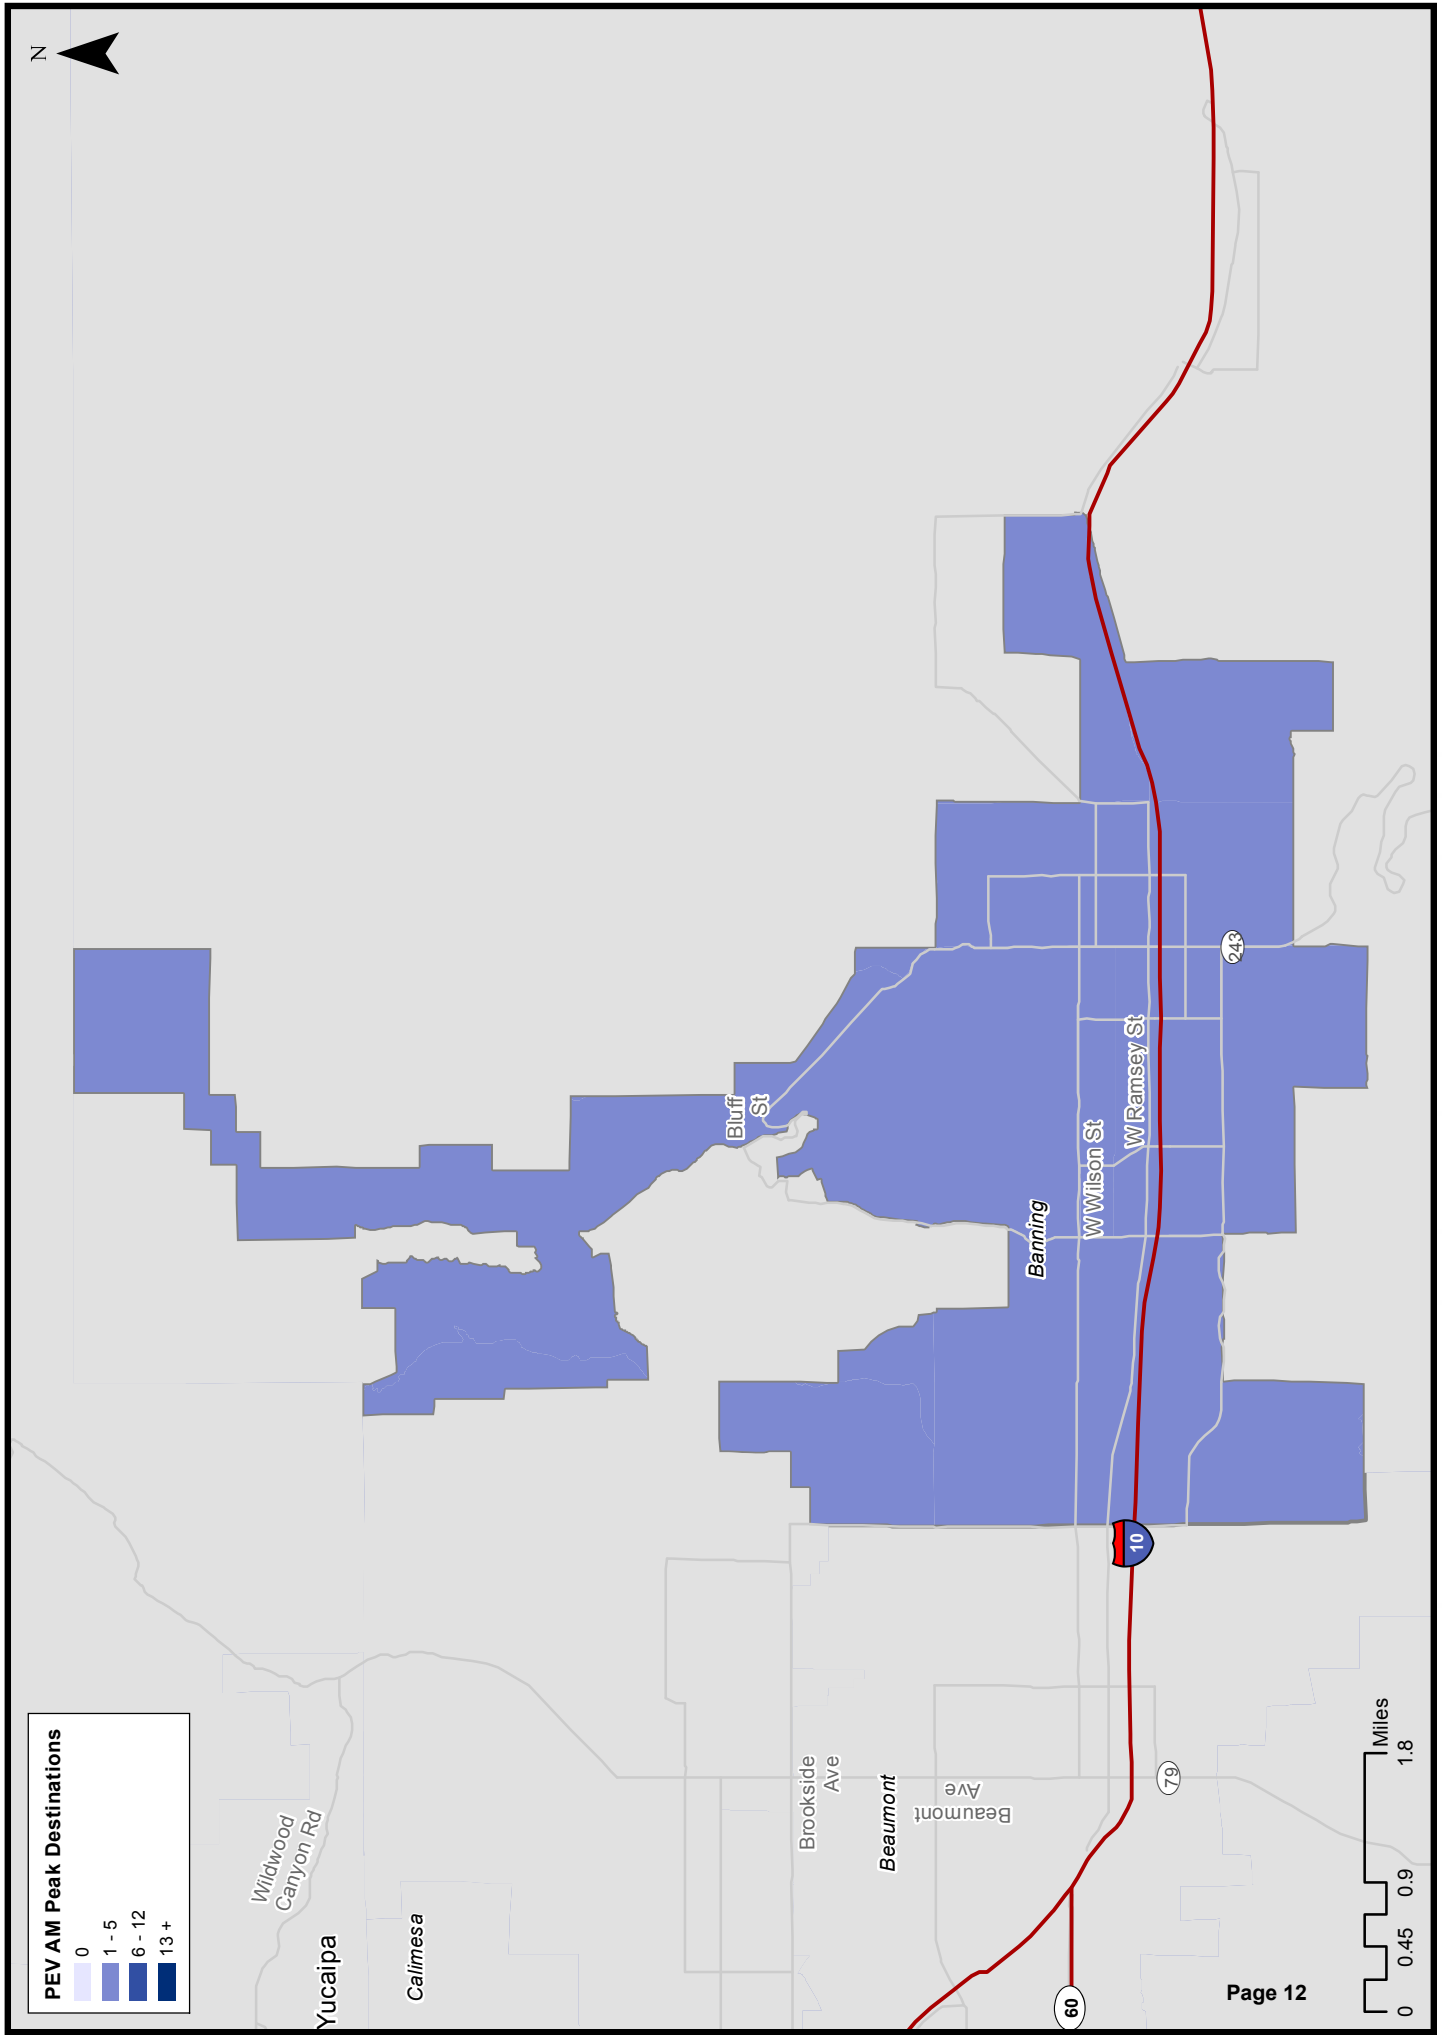 N
PEV AM Peak Destinations
0
1 - 5
6 - 12
13 +
Wildwood
Canyon Rd
Yucaipa
Calimesa
Bluff
St
Brookside
Ave
Beaumont
Beaumont
Ave
Banning
W Wilson St
W Ramsey St
243
10
79
60
Page 12
Miles
0 0.45 0.9 1.8